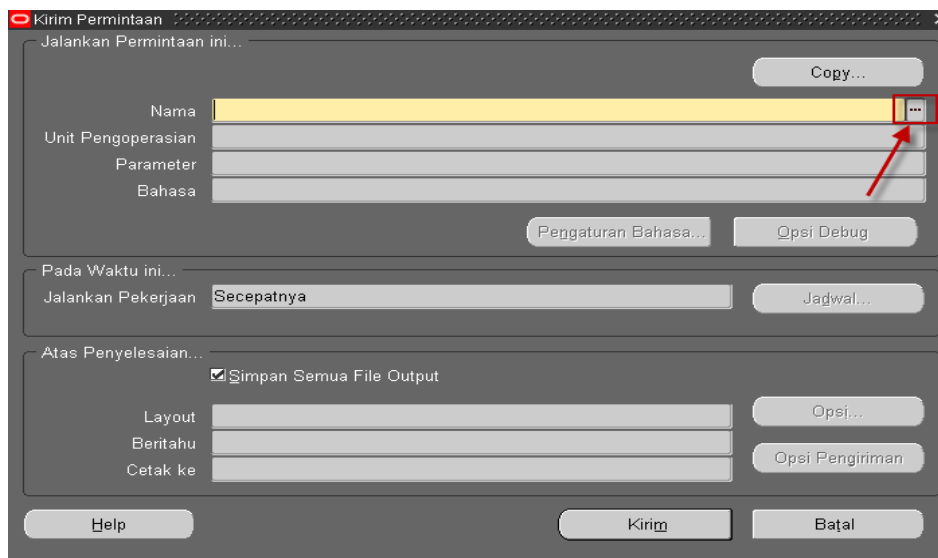 Kirim Permintaan
Jalankan Permintaan ini...
Copy...
Nama
Unit Pengoperasian
Parameter
Bahasa
Pengaturan Bahasa... Opsi Debug
Pada Waktu ini...
Jalankan Pekerjaan Secepatnya Jadwal...
Atas Penyelesaian...
Simpan Semua File Output
Layout Opsi...
Beritahu
Cetak ke Opsi Pengiriman
Help Kirim Batal